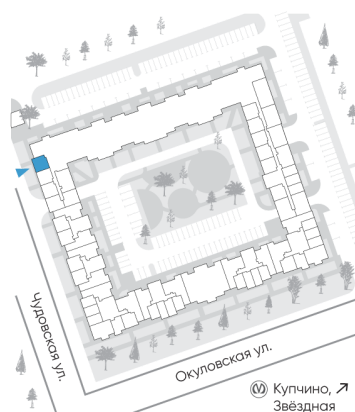 Чудовская ул.
Окуловская ул.
М Купчино, ↗
Звёздная